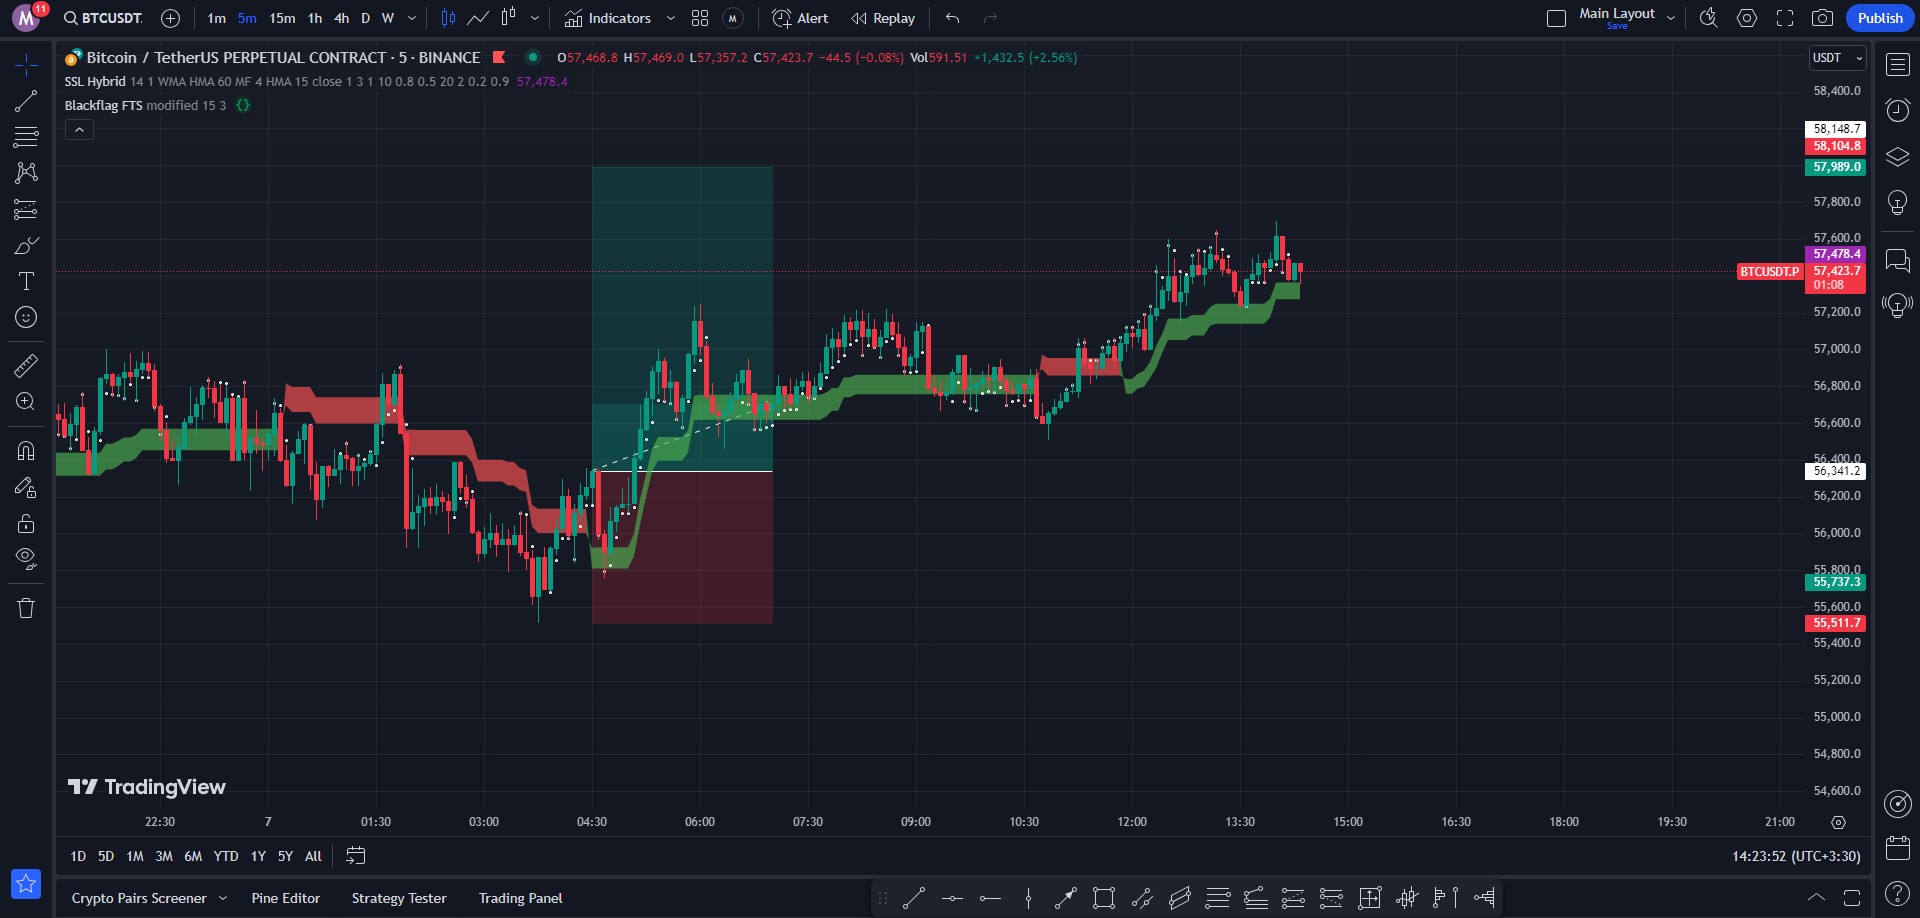 M 11 BTCUSDT. 1m 5m 15m 1h 4h D W Indicators M Alert Replay Main Layout Save Publish
Bitcoin / TetherUS PERPETUAL CONTRACT · 5 · BINANCE O57,468.8 H57,469.0 L57,357.2 C57,423.7 −44.5 (−0.08%) Vol591.51 +1,432.5 (+2.56%)
SSL Hybrid 14 1 WMA HMA 60 MF 4 HMA 15 close 1 3 1 10 0.8 0.5 20 2 0.2 0.9 57,478.4
Blackflag FTS modified 15 3 {}
USDT
58,400.0
58,148.7
58,104.8
57,989.0
57,800.0
57,600.0
57,478.4
BTCUSDT.P 57,423.7
01:08
57,200.0
57,000.0
56,800.0
56,600.0
56,400.0
56,341.2
56,200.0
56,000.0
55,800.0
55,737.3
55,600.0
55,511.7
55,400.0
55,200.0
55,000.0
54,800.0
54,600.0
TradingView
22:30 7 01:30 03:00 04:30 06:00 07:30 09:00 10:30 12:00 13:30 15:00 16:30 18:00 19:30 21:00
1D 5D 1M 3M 6M YTD 1Y 5Y All 14:23:52 (UTC+3:30)
Crypto Pairs Screener Pine Editor Strategy Tester Trading Panel